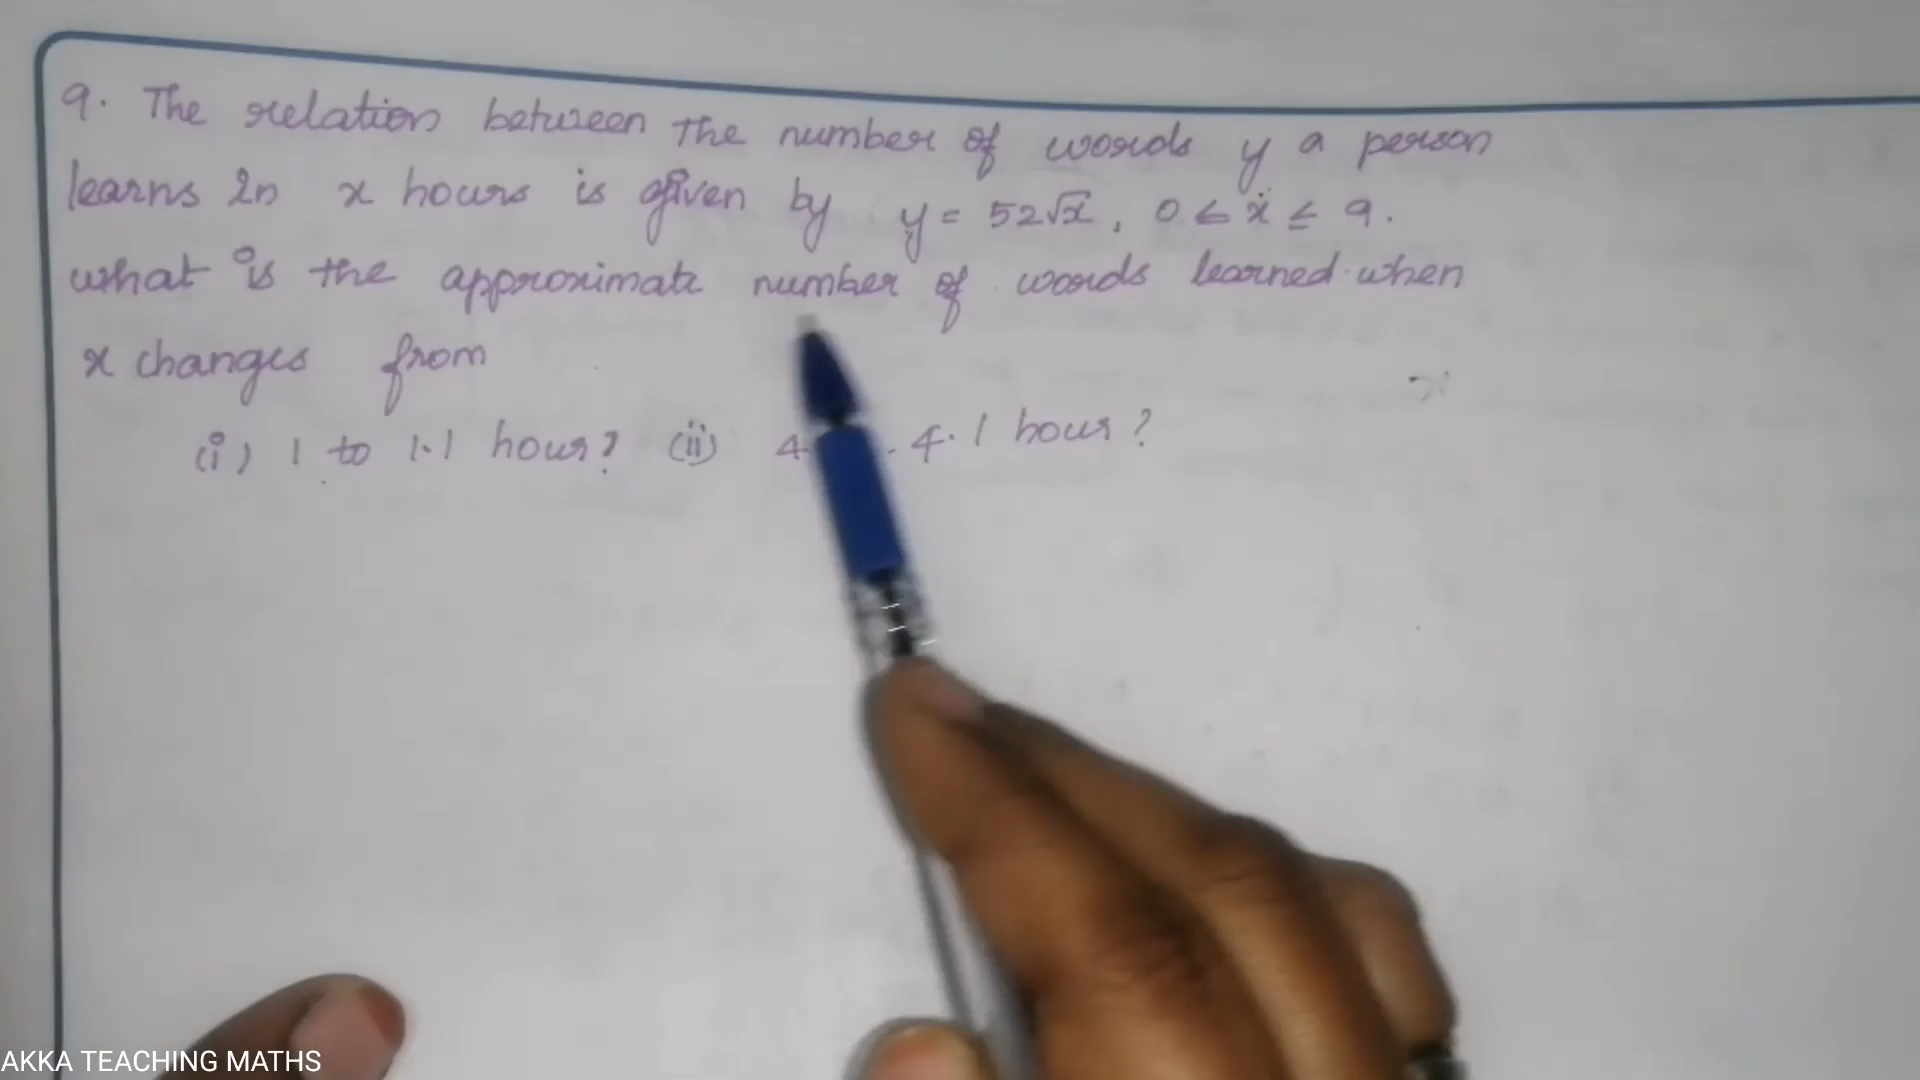 9. The relation between the number of words y a person
learns in x hours is given by y = 52√x, 0 ≤ x ≤ 9.
what is the approximate number of words learned when
x changes from
(i) 1 to 1.1 hour? (ii) 4 4.1 hour?
AKKA TEACHING MATHS